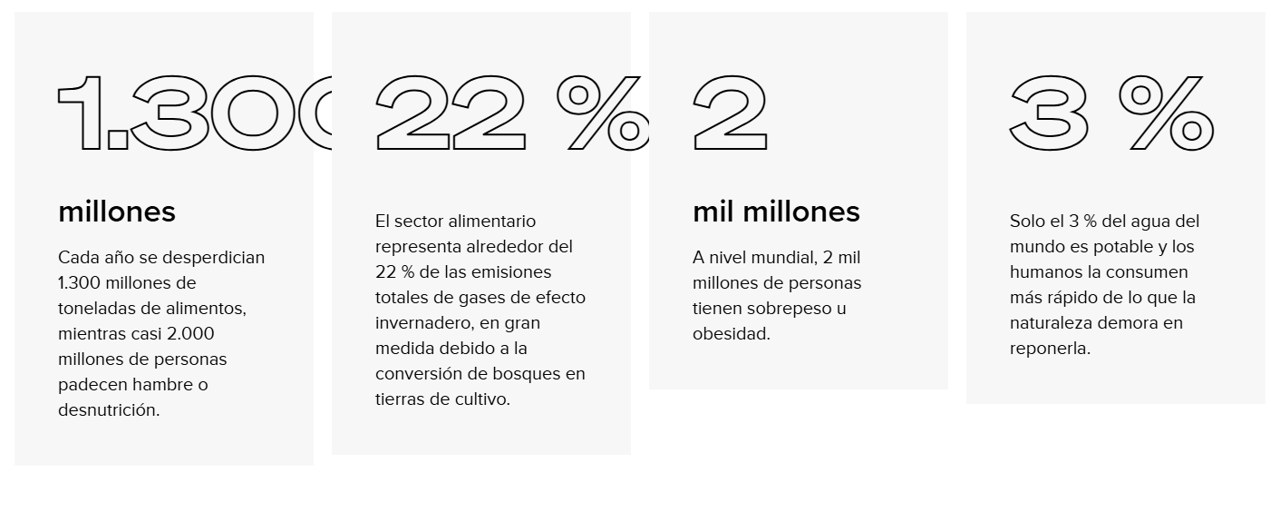 1.300
millones
Cada año se desperdician
1.300 millones de
toneladas de alimentos,
mientras casi 2.000
millones de personas
padecen hambre o
desnutrición.
22 %
El sector alimentario
representa alrededor del
22 % de las emisiones
totales de gases de efecto
invernadero, en gran
medida debido a la
conversión de bosques en
tierras de cultivo.
2
mil millones
A nivel mundial, 2 mil
millones de personas
tienen sobrepeso u
obesidad.
3 %
Solo el 3 % del agua del
mundo es potable y los
humanos la consumen
más rápido de lo que la
naturaleza demora en
reponerla.